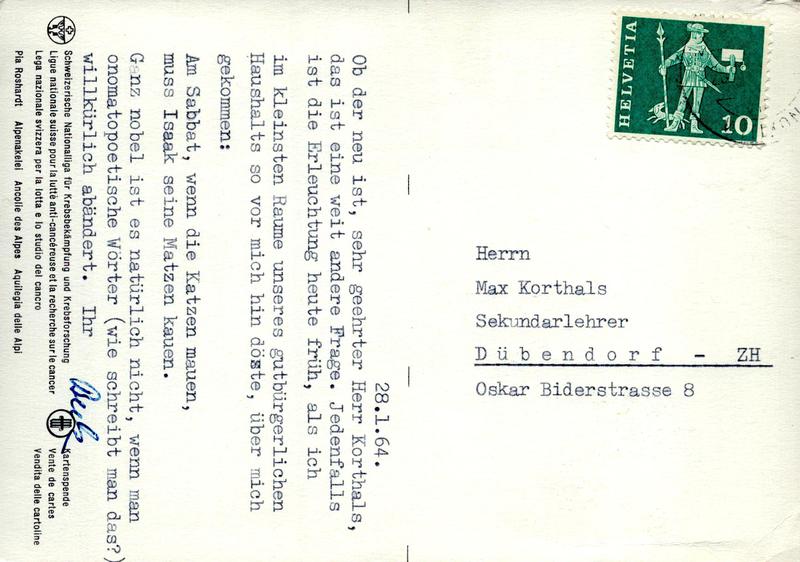 28.1.64.
Ob der neu ist, sehr geehrter Herr Korthals,
das ist eine weit andere Frage. Jedenfalls
ist die Erleuchtung heute früh, als ich
im kleinsten Raume unseres gutbürgerlichen
Haushalts so vor mich hin döste, über mich
gekommen:
Am Sabbat, wenn die Katzen mauen,
muss Isaak seine Matzen kauen.
Ganz nobel ist es natürlich nicht, wenn man
onomatopoetische Wörter (wie schreibt man das?)
willkürlich abändert. Ihr
Schweizerische Nationalliga für Krebsbekämpfung und Krebsforschung
Ligue nationale suisse pour la lutte anti-cancéreuse et la recherche sur le cancer
Lega nazionale svizzera per la lotta e lo studio del cancro
Pia Roshardt Alpenakelei Ancolie des Alpes Aquilegia delle Alpi
Kartenspende
Vente de cartes
Vendita delle cartoline
HELVETIA
10
Herrn
Max Korthals
Sekundarlehrer
Dübendorf - ZH
Oskar Biderstrasse 8